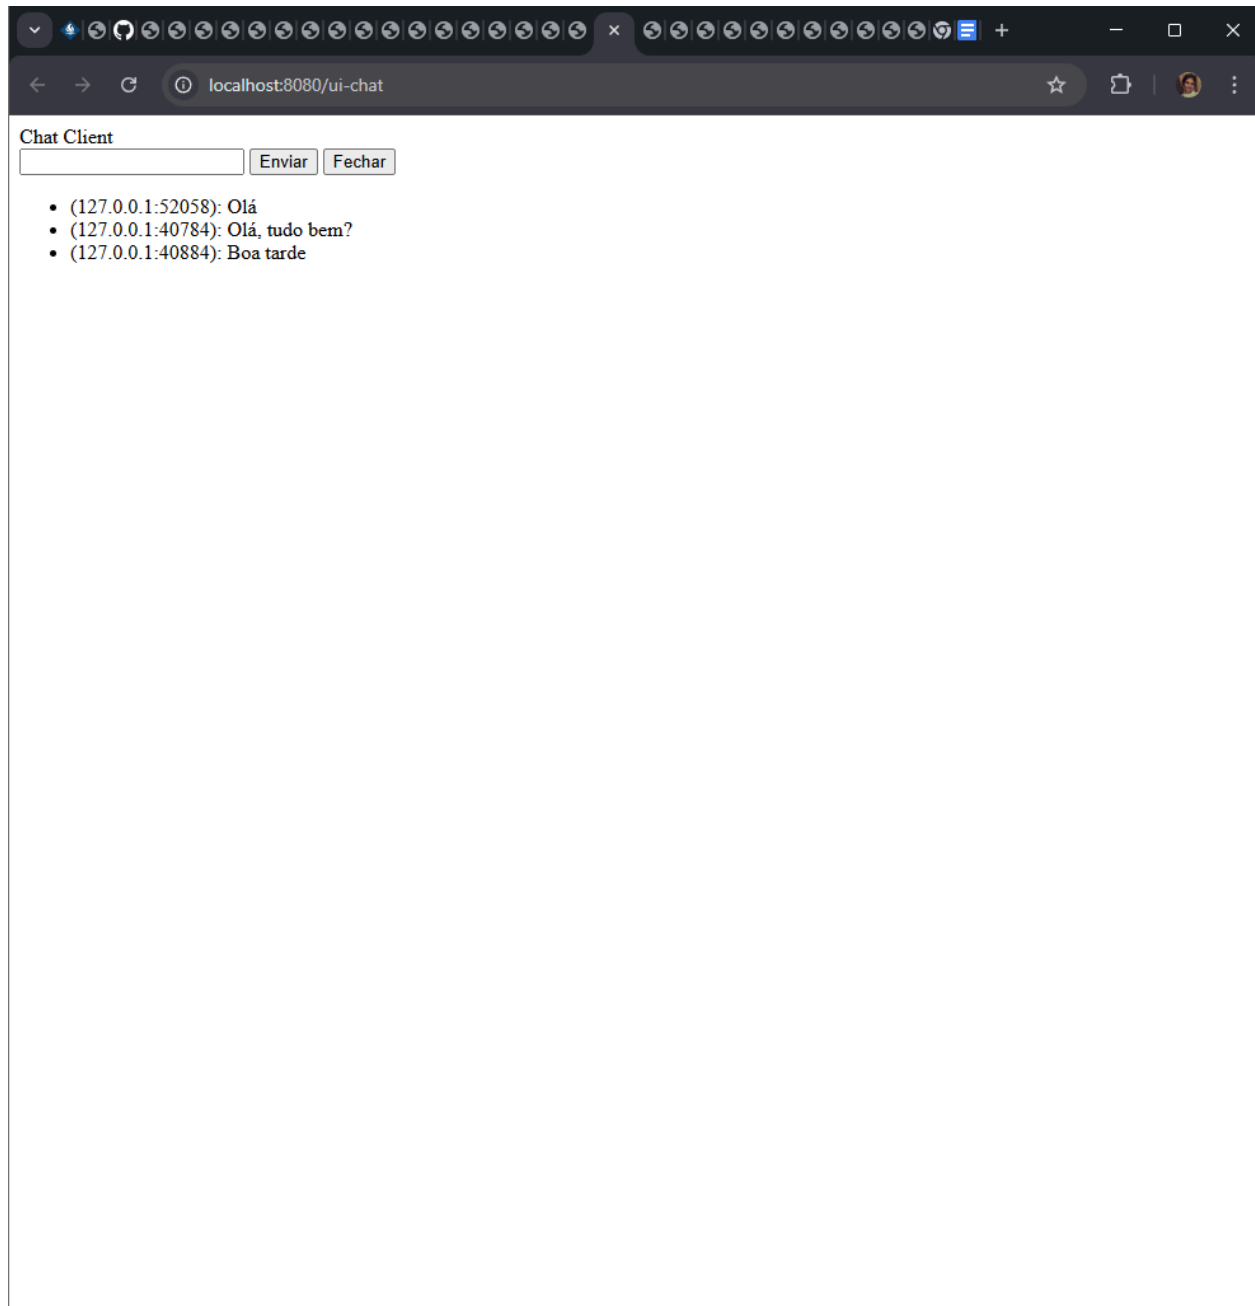 localhost:8080/ui-chat
Chat Client
Enviar Fechar
(127.0.0.1:52058): Olá
(127.0.0.1:40784): Olá, tudo bem?
(127.0.0.1:40884): Boa tarde